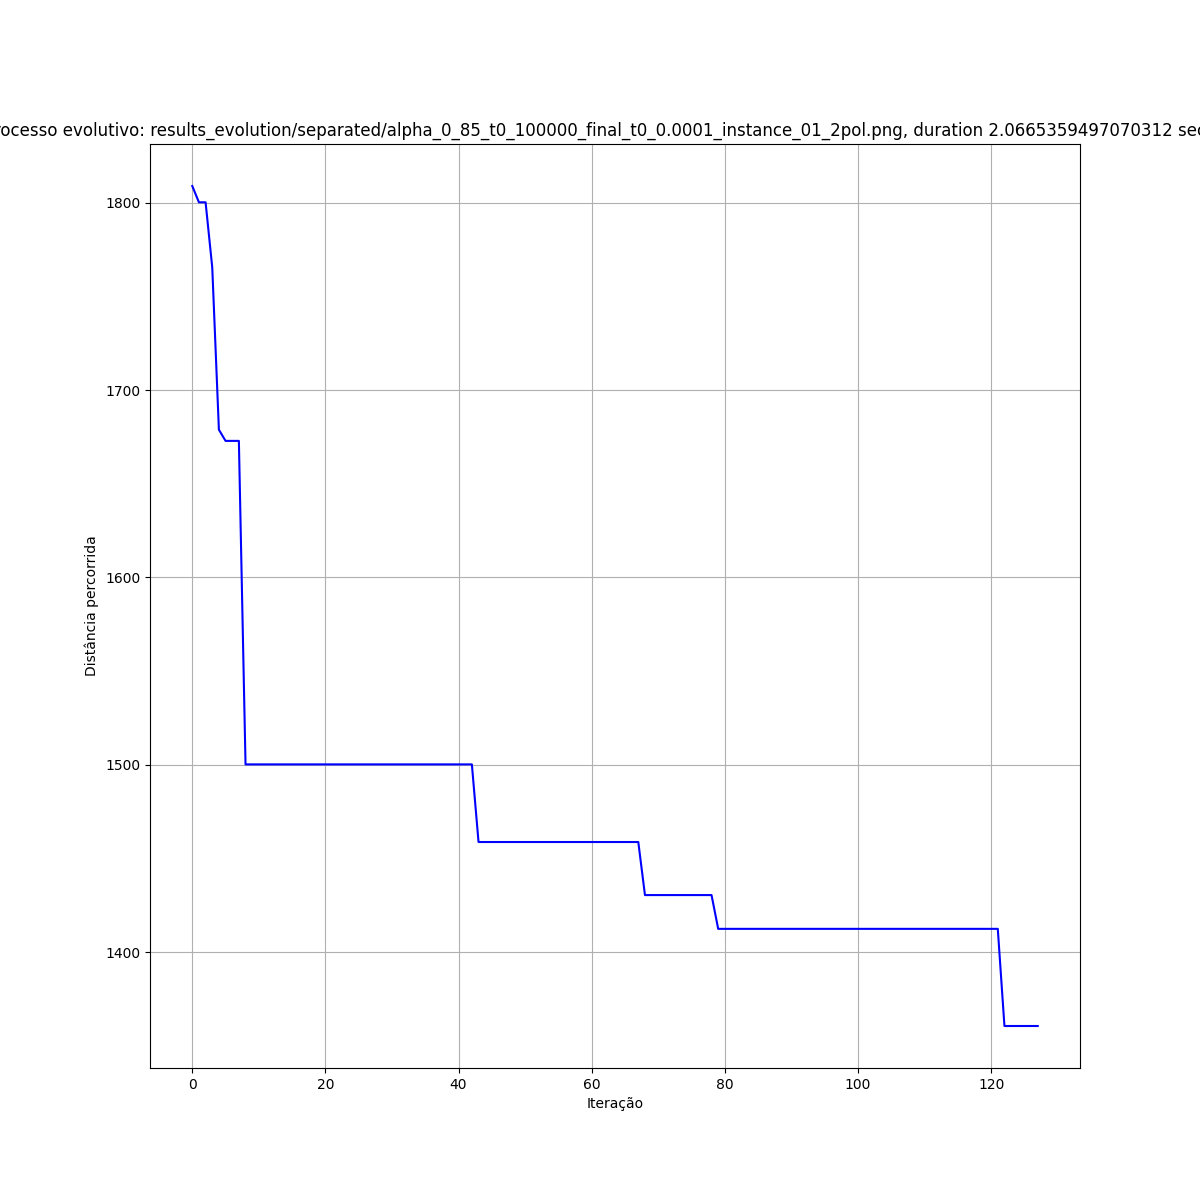 ocesso evolutivo: results_evolution/separated/alpha_0_85_t0_100000_final_t0_0.0001_instance_01_2pol.png, duration 2.0665359497070312 sec
1800
1700
1600
1500
1400
Distância percorrida
0 20 40 60 80 100 120
Iteração